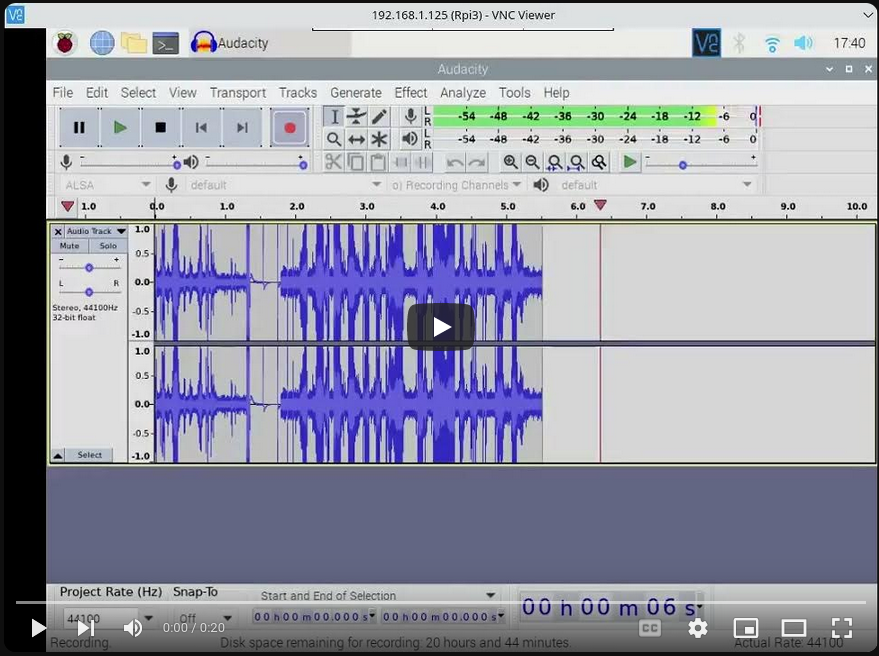 192.168.1.125 (Rpi3) - VNC Viewer
Audacity
17:40
Audacity
File Edit Select View Transport Tracks Generate Effect Analyze Tools Help
L R -54 -48 -42 -36 -30 -24 -18 -12 -6 0
L R -54 -48 -42 -36 -30 -24 -18 -12 -6 0
ALSA default o) Recording Channels default
1.0 0.0 1.0 2.0 3.0 4.0 5.0 6.0 7.0 8.0 9.0 10.0
Audio Track
Mute Solo
L R
Stereo, 44100Hz
32-bit float
1.0
0.5-
0.0-
-0.5-
-1.0
1.0
0.5-
0.0-
-0.5-
-1.0
Select
Project Rate (Hz) Snap-To Start and End of Selection
44100 Off 00 h 00 m 00.000 s 00 h 00 m 00.000 s 00 h 00 m 06 s
0:00 / 0:20 CC
Recording. Disk space remaining for recording: 20 hours and 44 minutes. Actual Rate: 44100